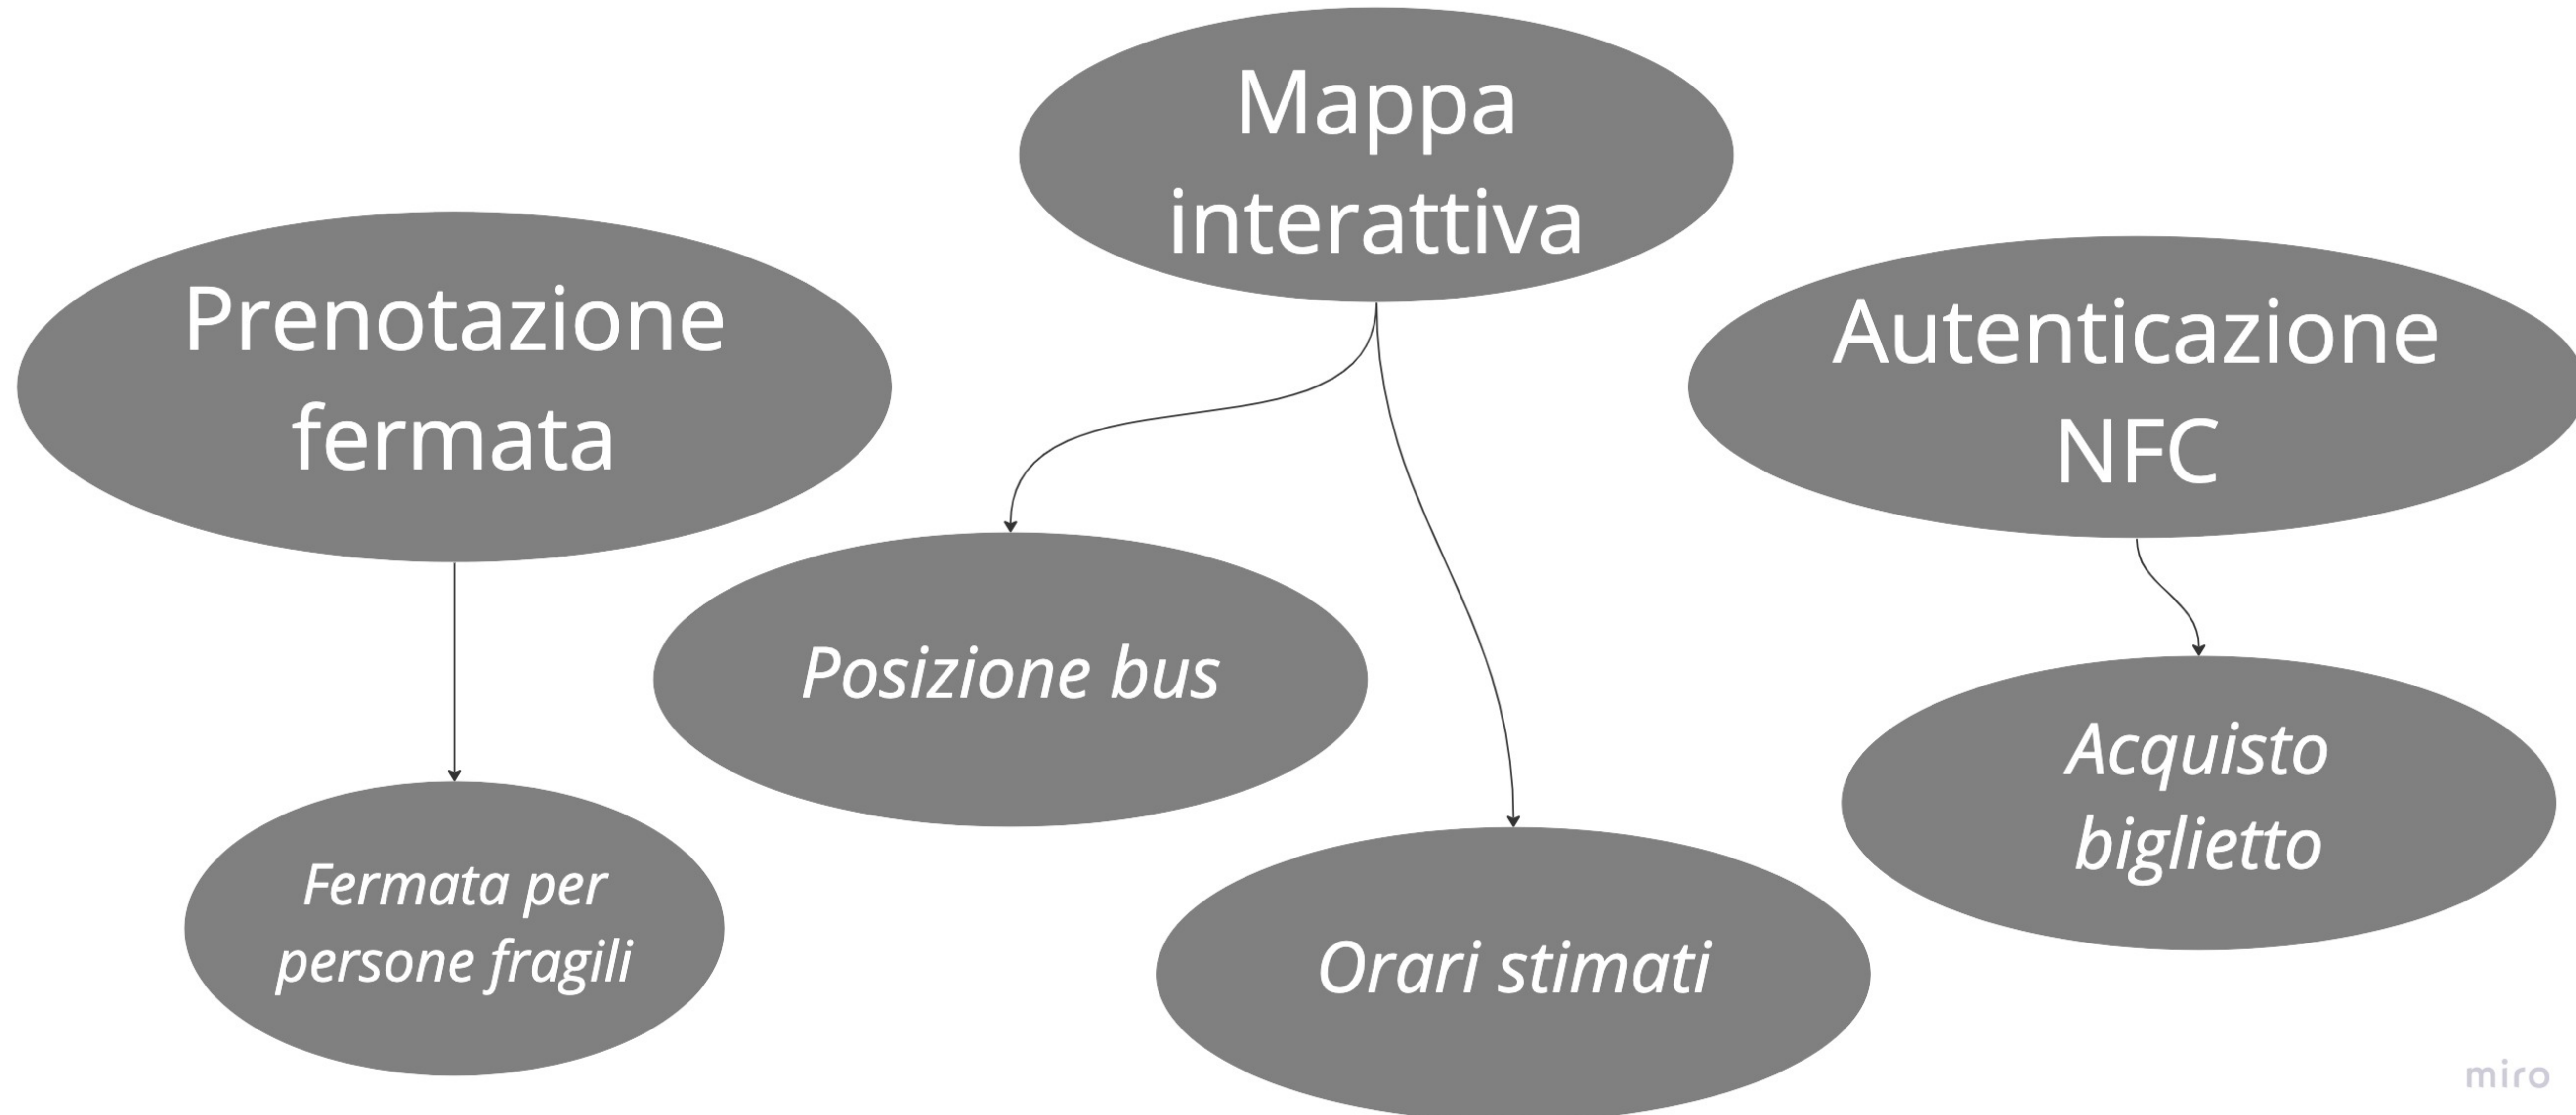 Mappa
interattiva
Prenotazione
fermata
Autenticazione
NFC
Posizione bus
Acquisto
biglietto
Fermata per
persone fragili
Orari stimati
miro